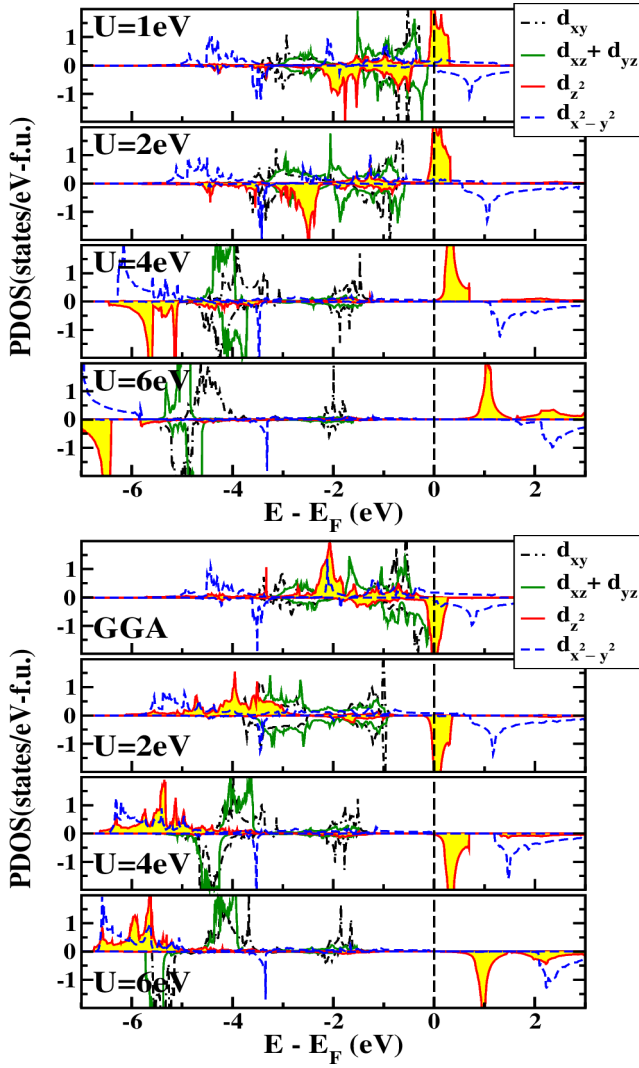 U=1eV
1
0
-1
d_xy
d_xz + d_yz
d_z²
d_x²-y²
U=2eV
1
0
-1
U=4eV
1
0
-1
U=6eV
1
0
-1
PDOS(states/eV-f.u.)
-6 -4 -2 0 2
E - E_F (eV)
GGA
1
0
-1
d_xy
d_xz + d_yz
d_z²
d_x²-y²
U=2eV
1
0
-1
U=4eV
1
0
-1
U=6eV
1
0
-1
PDOS(states/eV-f.u.)
-6 -4 -2 0 2
E - E_F (eV)